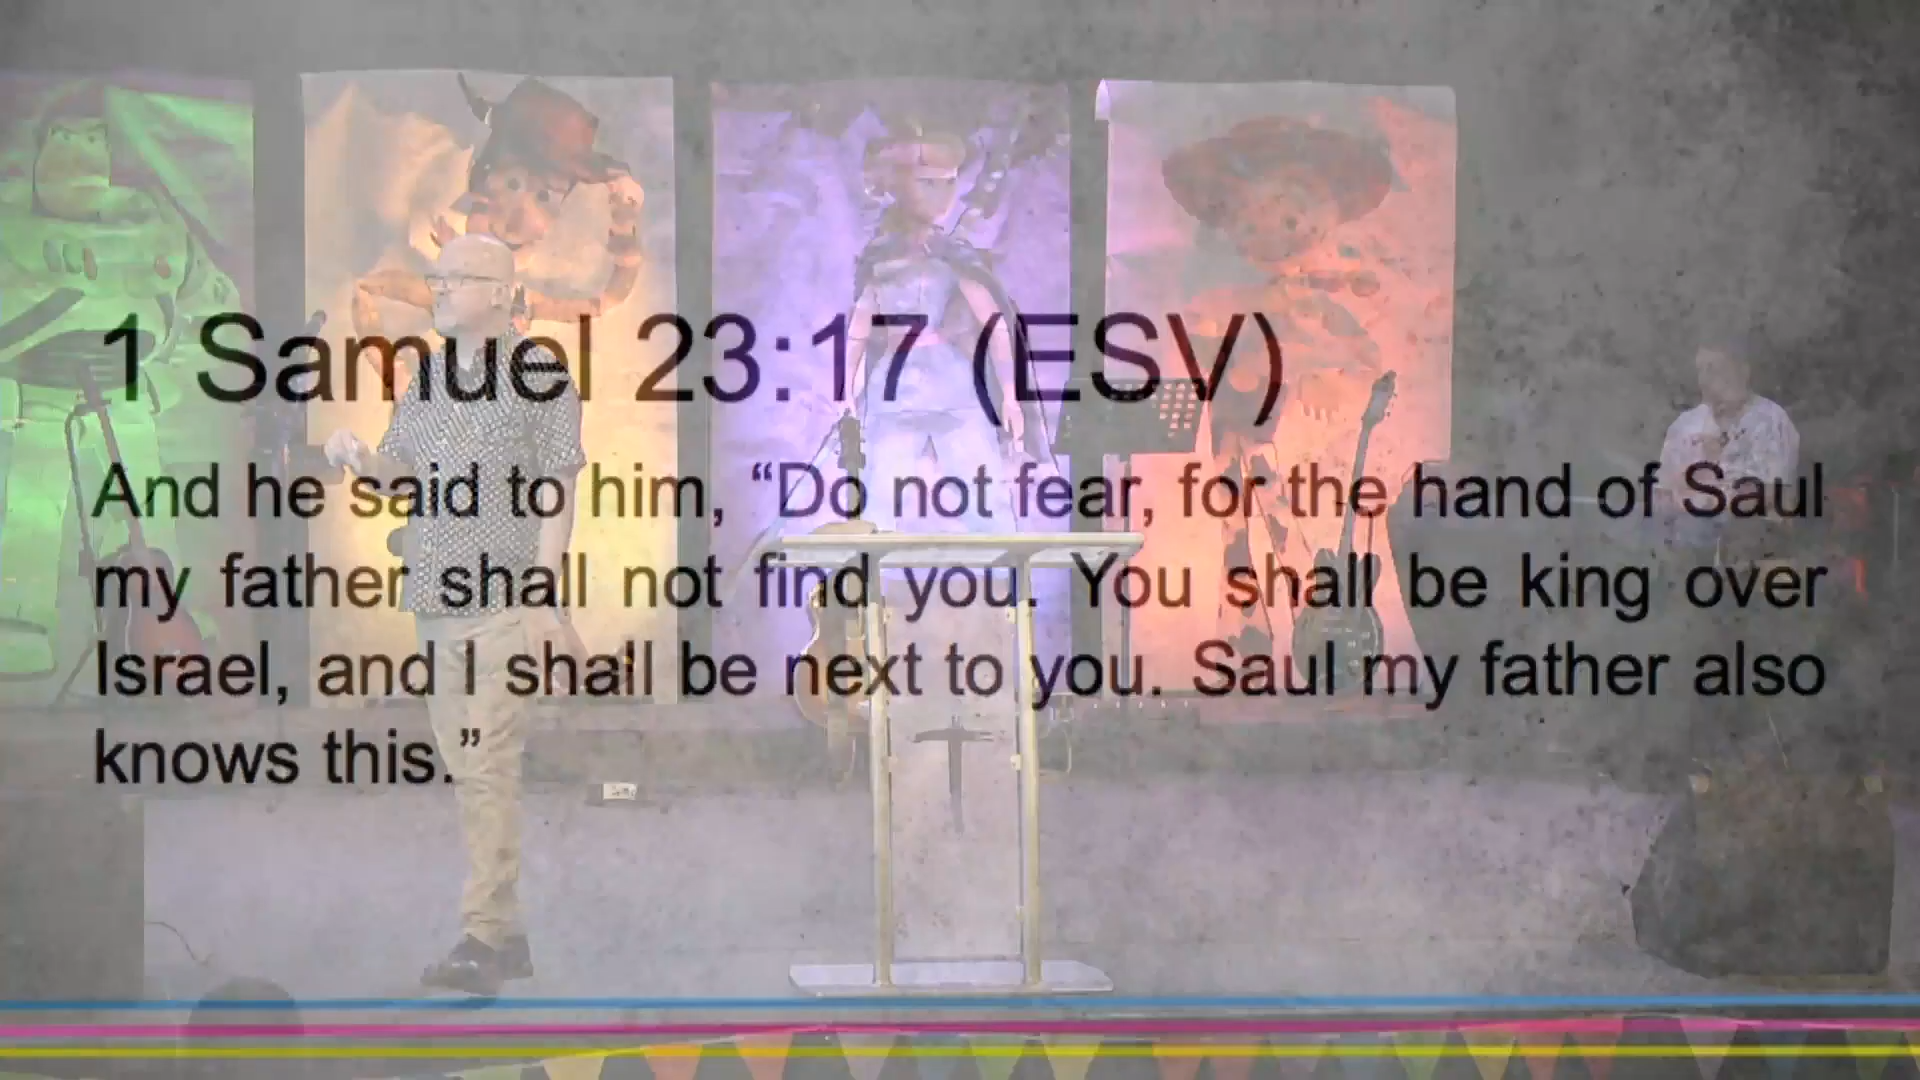 1 Samuel 23:17 (ESV)
And he said to him, “Do not fear, for the hand of Saul
my father shall not find you. You shall be king over
Israel, and I shall be next to you. Saul my father also
knows this.”